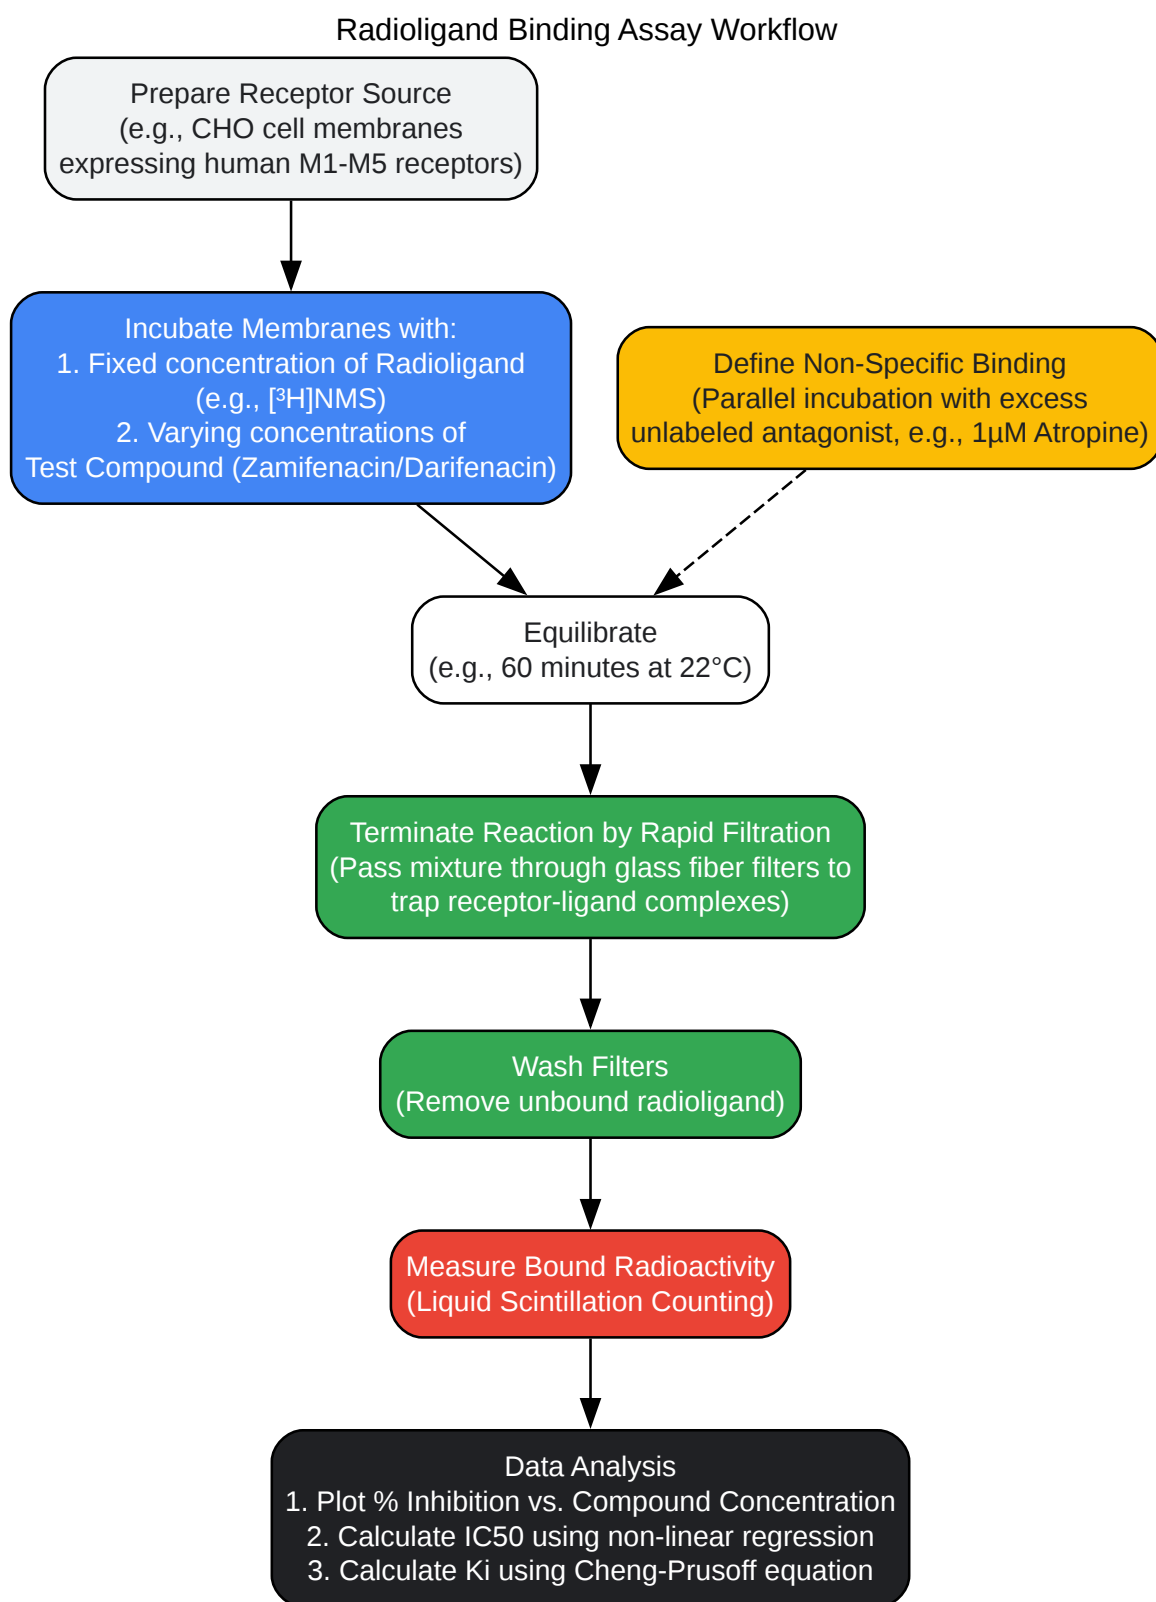 Radioligand Binding Assay Workflow
Prepare Receptor Source
(e.g., CHO cell membranes
expressing human M1-M5 receptors)
Incubate Membranes with:
1. Fixed concentration of Radioligand
(e.g., [³H]NMS)
2. Varying concentrations of
Test Compound (Zamifenacin/Darifenacin)
Define Non-Specific Binding
(Parallel incubation with excess
unlabeled antagonist, e.g., 1µM Atropine)
Equilibrate
(e.g., 60 minutes at 22°C)
Terminate Reaction by Rapid Filtration
(Pass mixture through glass fiber filters to
trap receptor-ligand complexes)
Wash Filters
(Remove unbound radioligand)
Measure Bound Radioactivity
(Liquid Scintillation Counting)
Data Analysis
1. Plot % Inhibition vs. Compound Concentration
2. Calculate IC50 using non-linear regression
3. Calculate Ki using Cheng-Prusoff equation